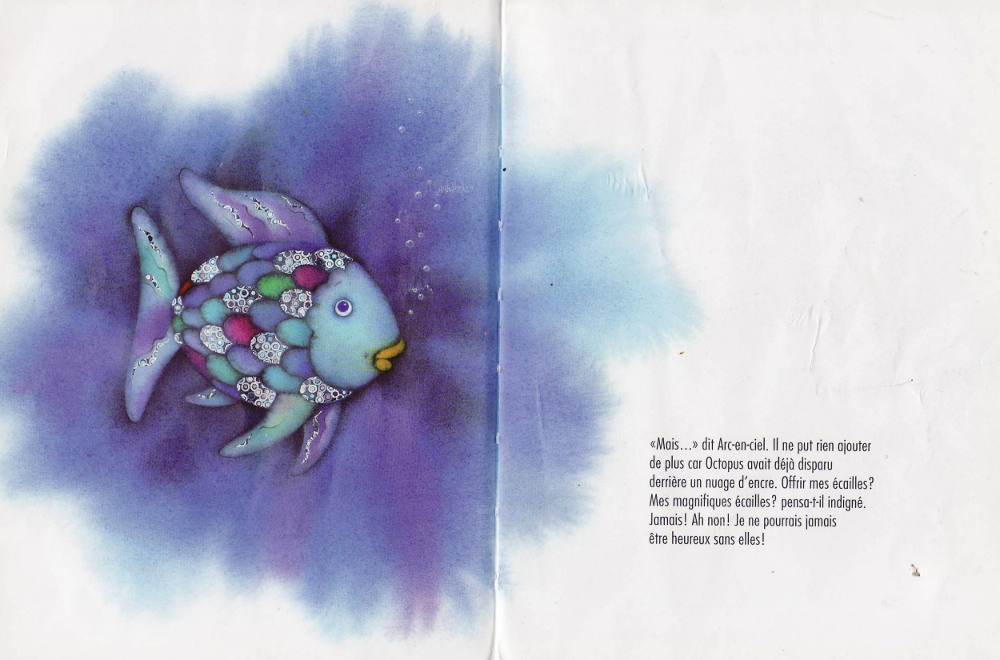 «Mais...» dit Arc-en-ciel. Il ne put rien ajouter
de plus car Octopus avait déjà disparu
derrière un nuage d'encre. Offrir mes écailles?
Mes magnifiques écailles? pensa-t-il indigné.
Jamais! Ah non! Je ne pourrais jamais
être heureux sans elles!